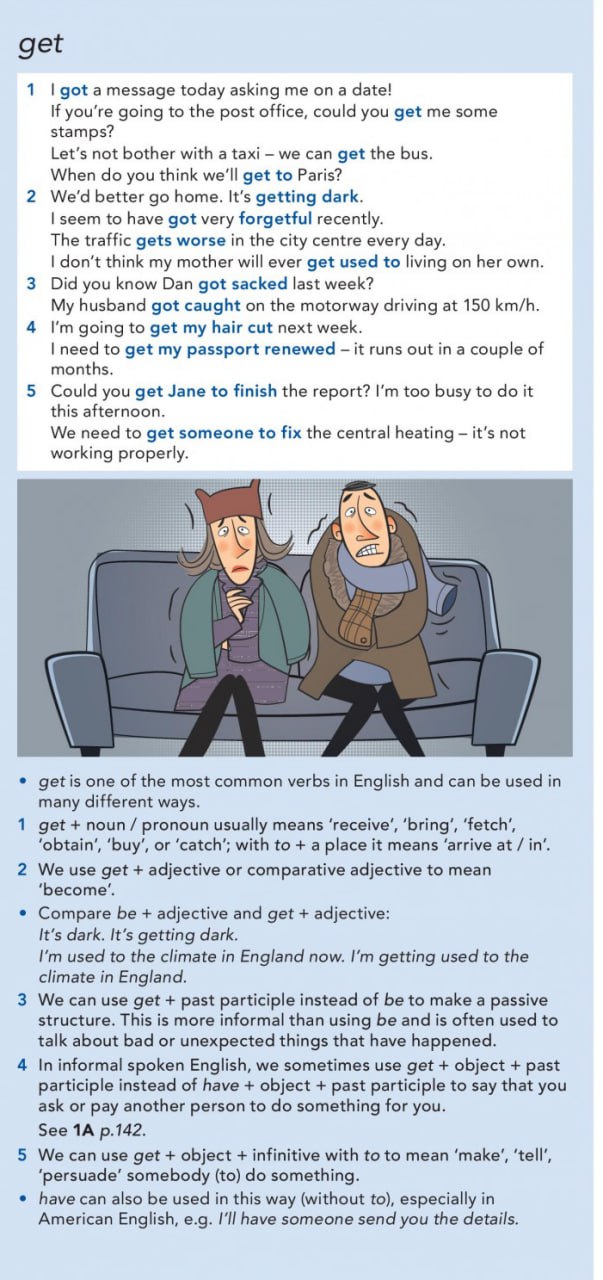 get
1 I got a message today asking me on a date!
If you're going to the post office, could you get me some
stamps?
Let's not bother with a taxi – we can get the bus.
When do you think we'll get to Paris?
2 We'd better go home. It's getting dark.
I seem to have got very forgetful recently.
The traffic gets worse in the city centre every day.
I don't think my mother will ever get used to living on her own.
3 Did you know Dan got sacked last week?
My husband got caught on the motorway driving at 150 km/h.
4 I'm going to get my hair cut next week.
I need to get my passport renewed – it runs out in a couple of
months.
5 Could you get Jane to finish the report? I'm too busy to do it
this afternoon.
We need to get someone to fix the central heating – it's not
working properly.
• get is one of the most common verbs in English and can be used in
many different ways.
1 get + noun / pronoun usually means 'receive', 'bring', 'fetch',
'obtain', 'buy', or 'catch'; with to + a place it means 'arrive at / in'.
2 We use get + adjective or comparative adjective to mean
'become'.
• Compare be + adjective and get + adjective:
It's dark. It's getting dark.
I'm used to the climate in England now. I'm getting used to the
climate in England.
3 We can use get + past participle instead of be to make a passive
structure. This is more informal than using be and is often used to
talk about bad or unexpected things that have happened.
4 In informal spoken English, we sometimes use get + object + past
participle instead of have + object + past participle to say that you
ask or pay another person to do something for you.
See 1A p.142.
5 We can use get + object + infinitive with to to mean 'make', 'tell',
'persuade' somebody (to) do something.
• have can also be used in this way (without to), especially in
American English, e.g. I'll have someone send you the details.